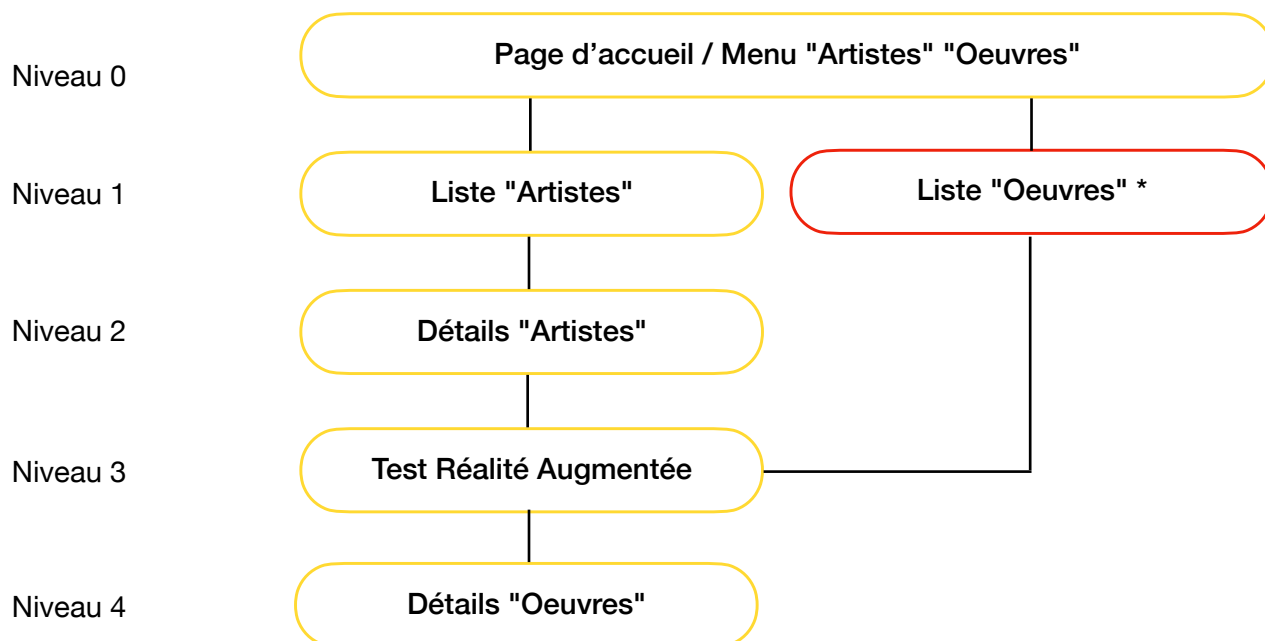 Niveau 0
Page d’accueil / Menu "Artistes" "Oeuvres"
Niveau 1
Liste "Artistes"
Liste "Oeuvres" *
Niveau 2
Détails "Artistes"
Niveau 3
Test Réalité Augmentée
Niveau 4
Détails "Oeuvres"